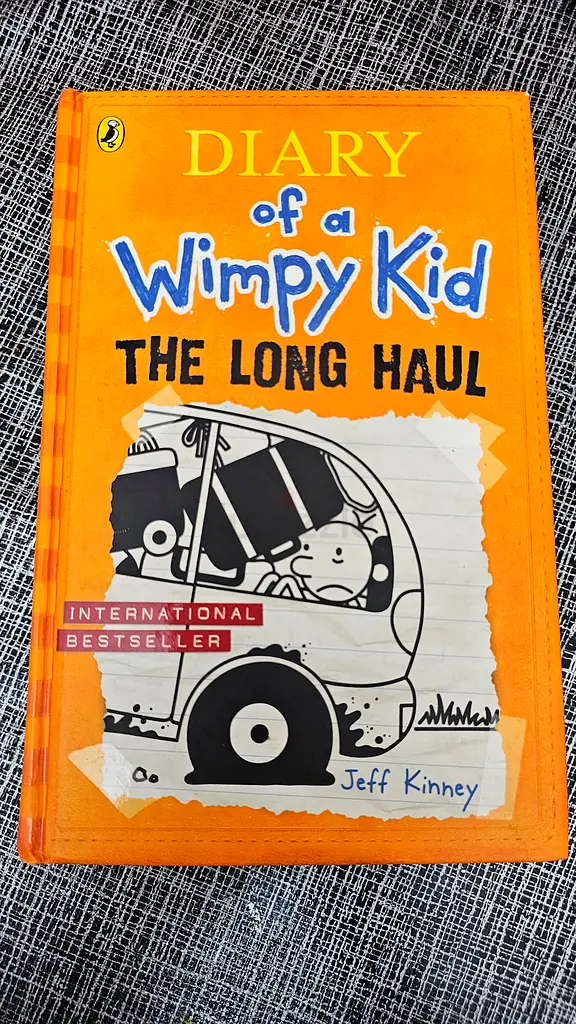 DIARY
of a
Wimpy Kid
THE LONG HAUL
INTERNATIONAL
BESTSELLER
Jeff Kinney